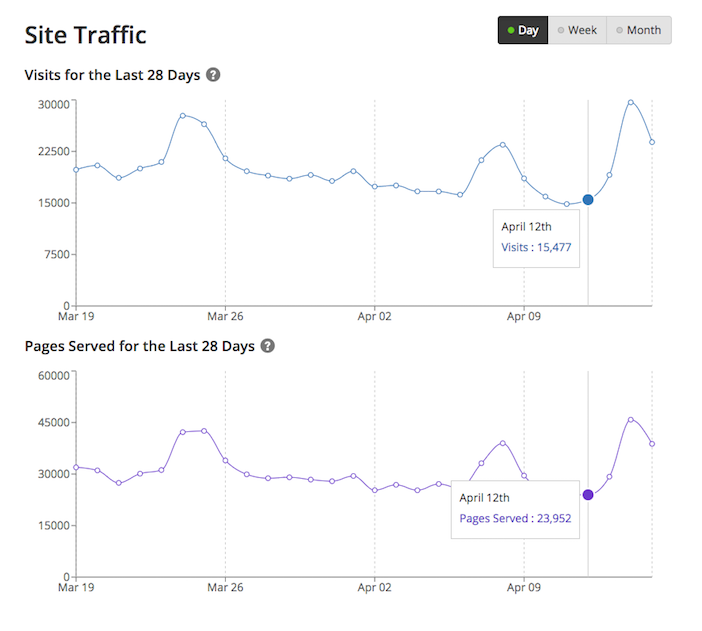 Site Traffic
Day Week Month
Visits for the Last 28 Days ?
30000
22500
15000
7500
0
April 12th
Visits : 15,477
Mar 19 Mar 26 Apr 02 Apr 09
Pages Served for the Last 28 Days ?
60000
45000
30000
15000
0
April 12th
Pages Served : 23,952
Mar 19 Mar 26 Apr 02 Apr 09